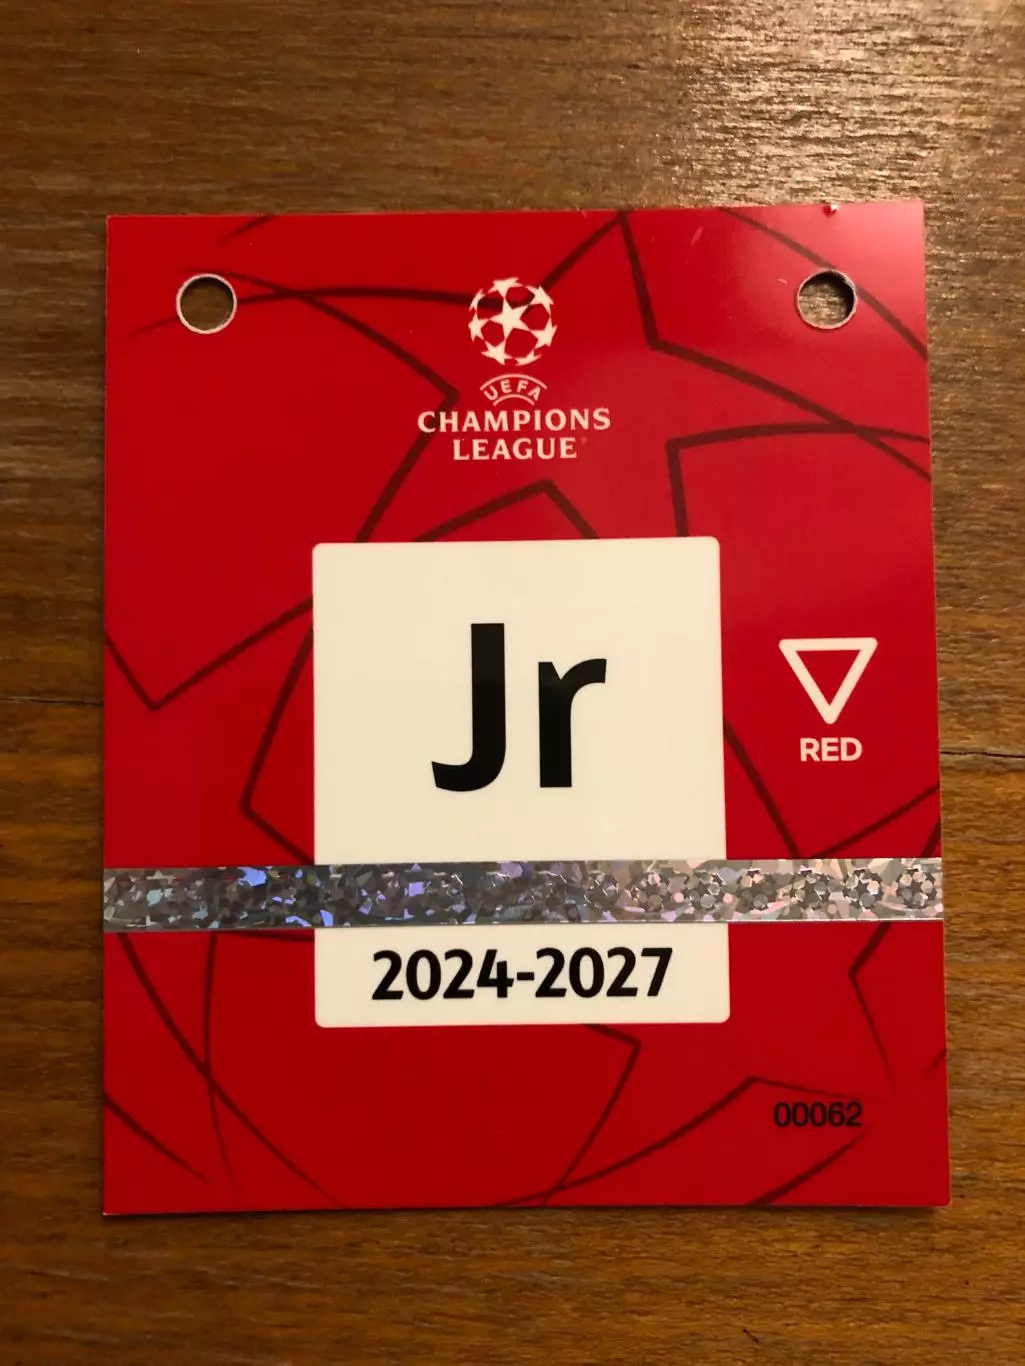 UEFA
CHAMPIONS
LEAGUE
Jr
RED
2024-2027
00062